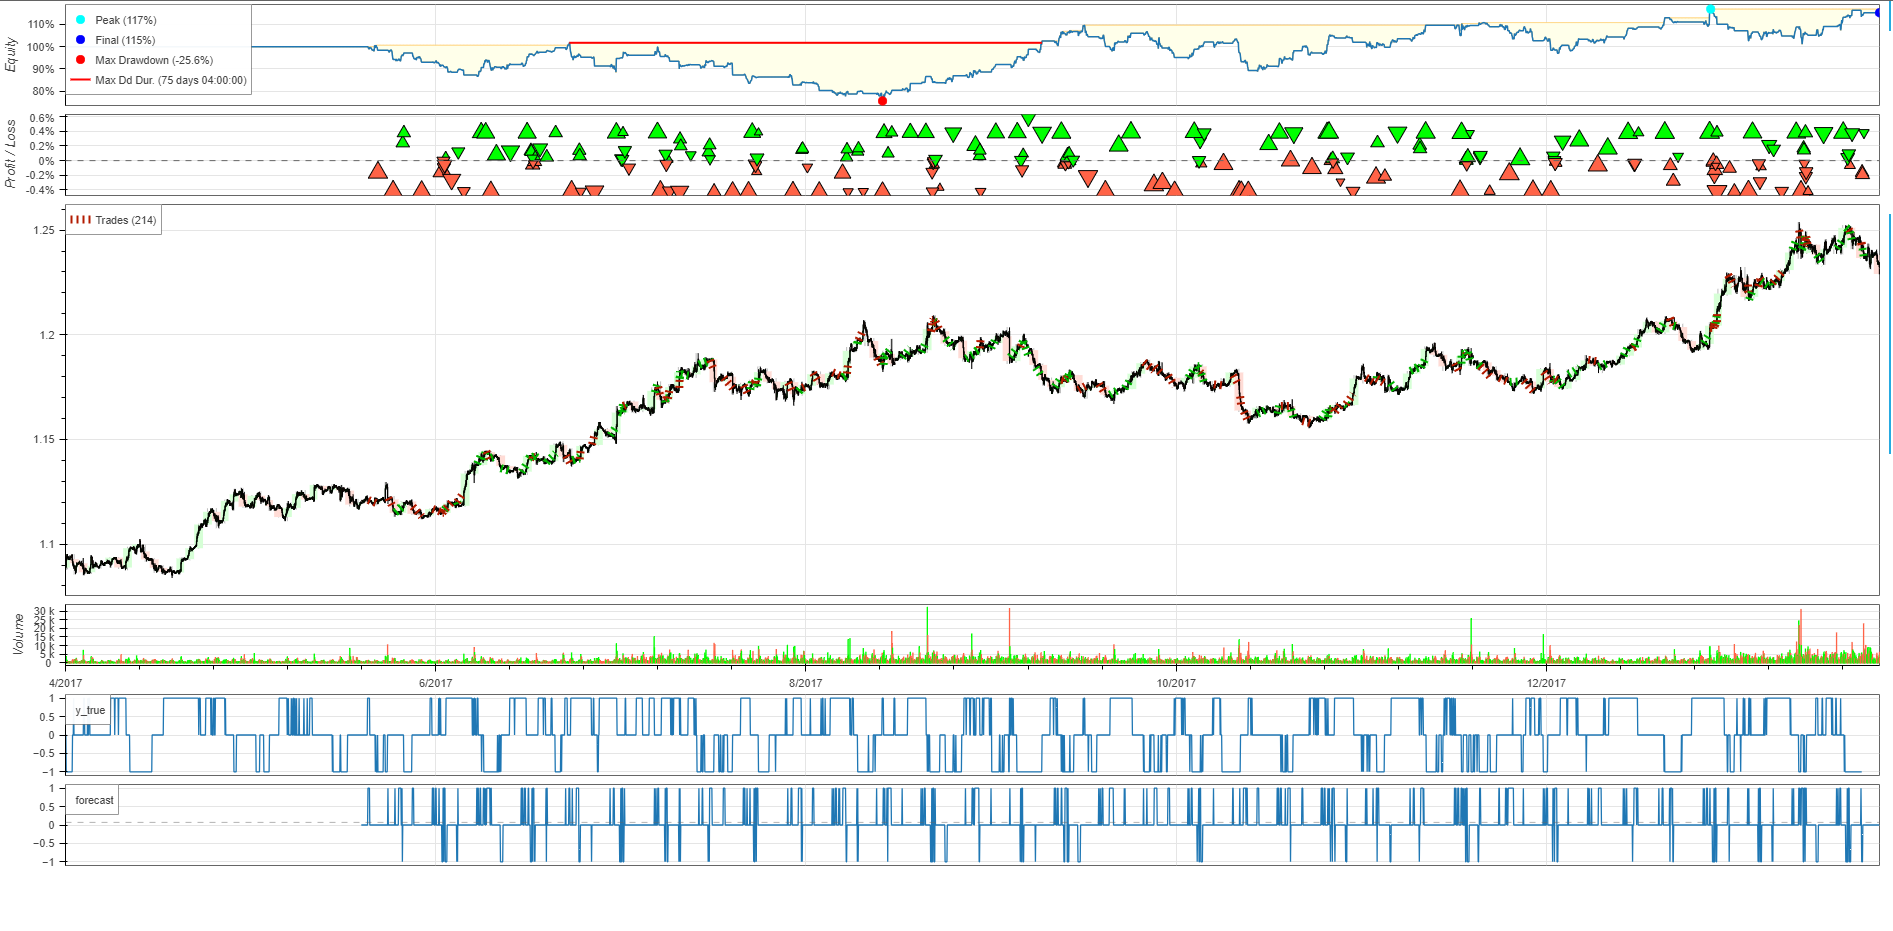 Equity
110%
100%
90%
80%
Peak (117%)
Final (115%)
Max Drawdown (-25.6%)
Max Dd Dur. (75 days 04:00:00)
Profit / Loss
0.6%
0.4%
0.2%
0%
-0.2%
-0.4%
Trades (214)
1.25
1.2
1.15
1.1
Volume
30 k
25 k
20 k
15 k
10 k
5 k
0
4/2017
6/2017
8/2017
10/2017
12/2017
y_true
1
0.5
0
−0.5
−1
forecast
1
0.5
0
−0.5
−1